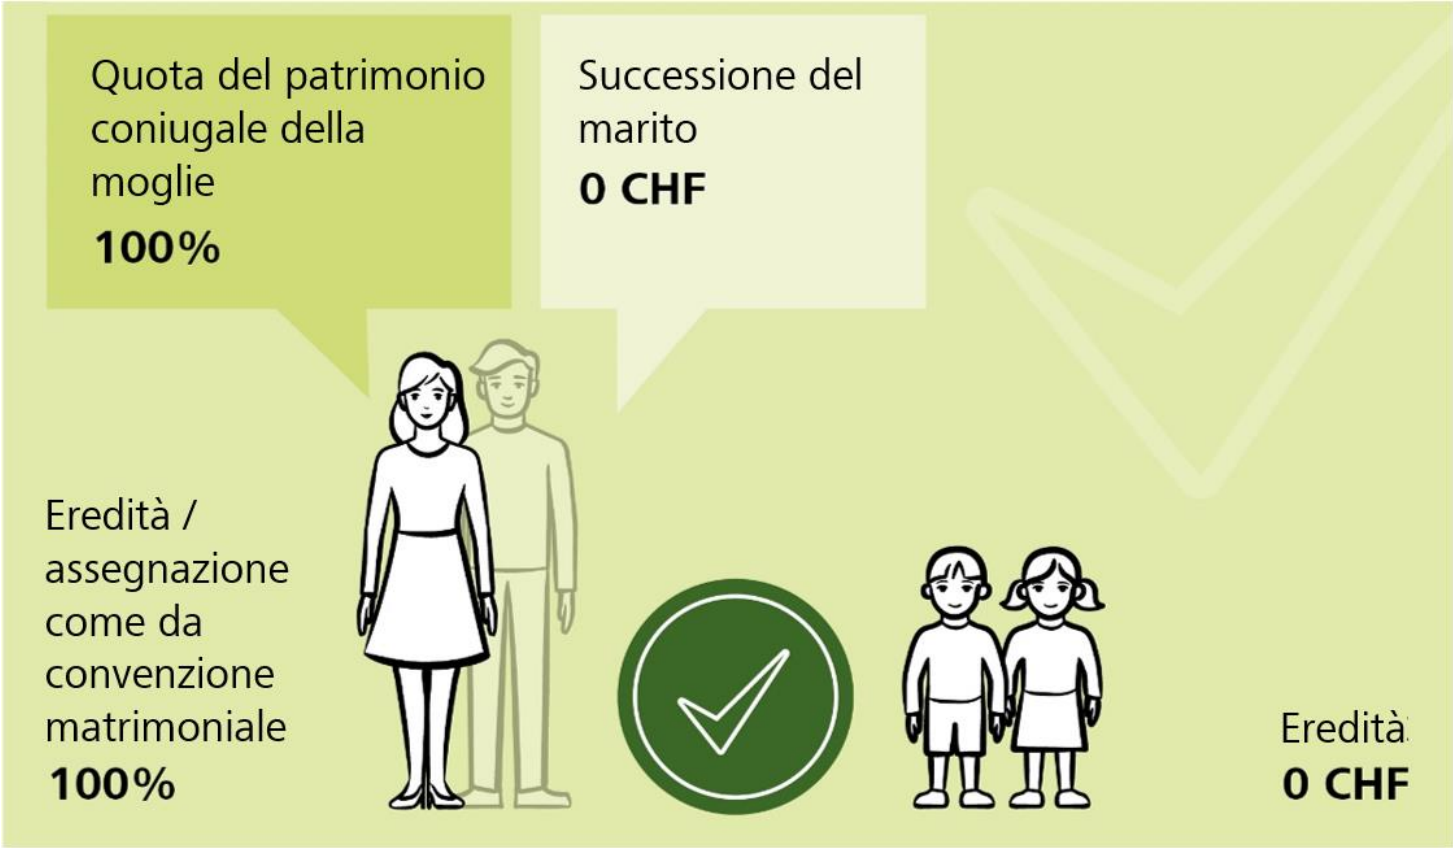 Quota del patrimonio
coniugale della
moglie
100%
Successione del
marito
0 CHF
Eredità /
assegnazione
come da
convenzione
matrimoniale
100%
Eredità:
0 CHF